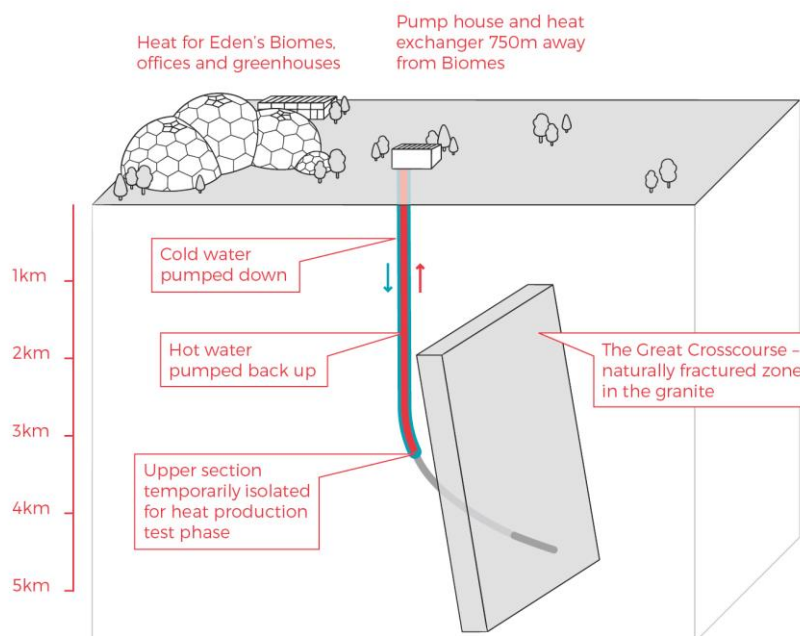 Heat for Eden's Biomes,
offices and greenhouses
Pump house and heat
exchanger 750m away
from Biomes
Cold water
pumped down
1km
Hot water
pumped back up
2km
The Great Crosscourse –
naturally fractured zone
in the granite
3km
Upper section
temporarily isolated
for heat production
test phase
4km
5km